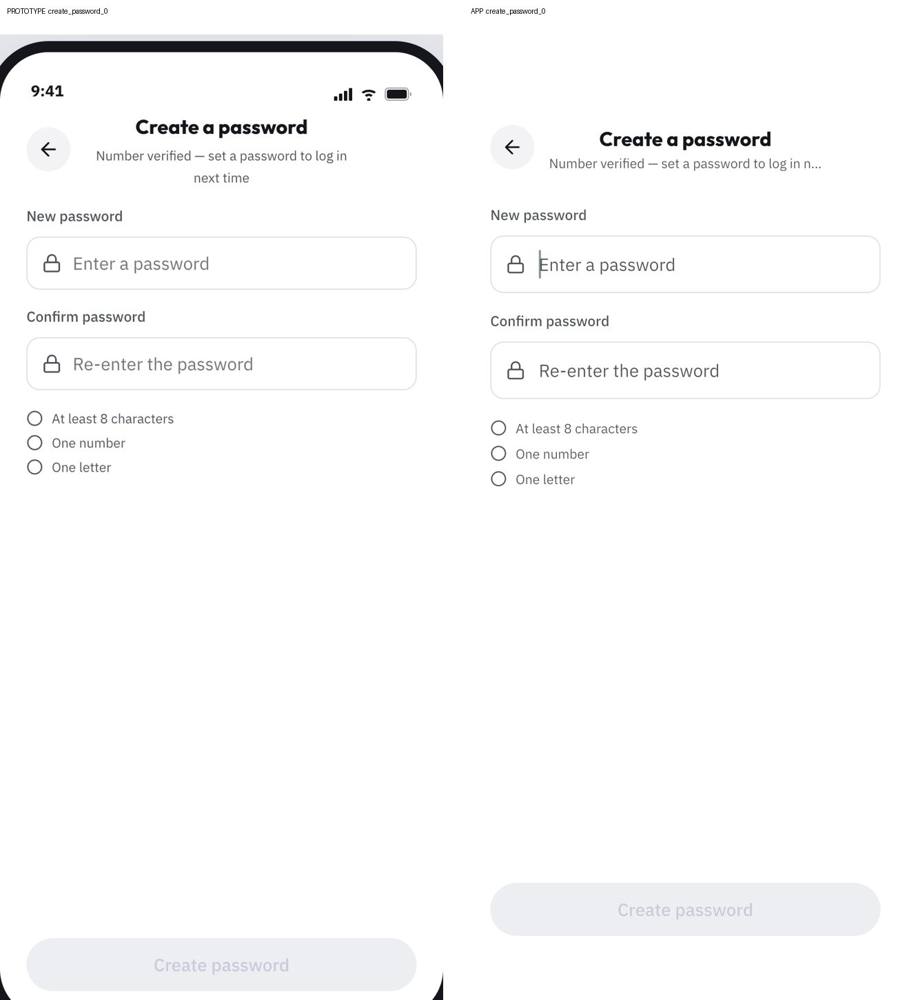 PROTOTYPE create_password_0
9:41
Create a password
Number verified — set a password to log in
next time
New password
Enter a password
Confirm password
Re-enter the password
At least 8 characters
One number
One letter
Create password
APP create_password_0
Create a password
Number verified — set a password to log in n...
New password
Enter a password
Confirm password
Re-enter the password
At least 8 characters
One number
One letter
Create password